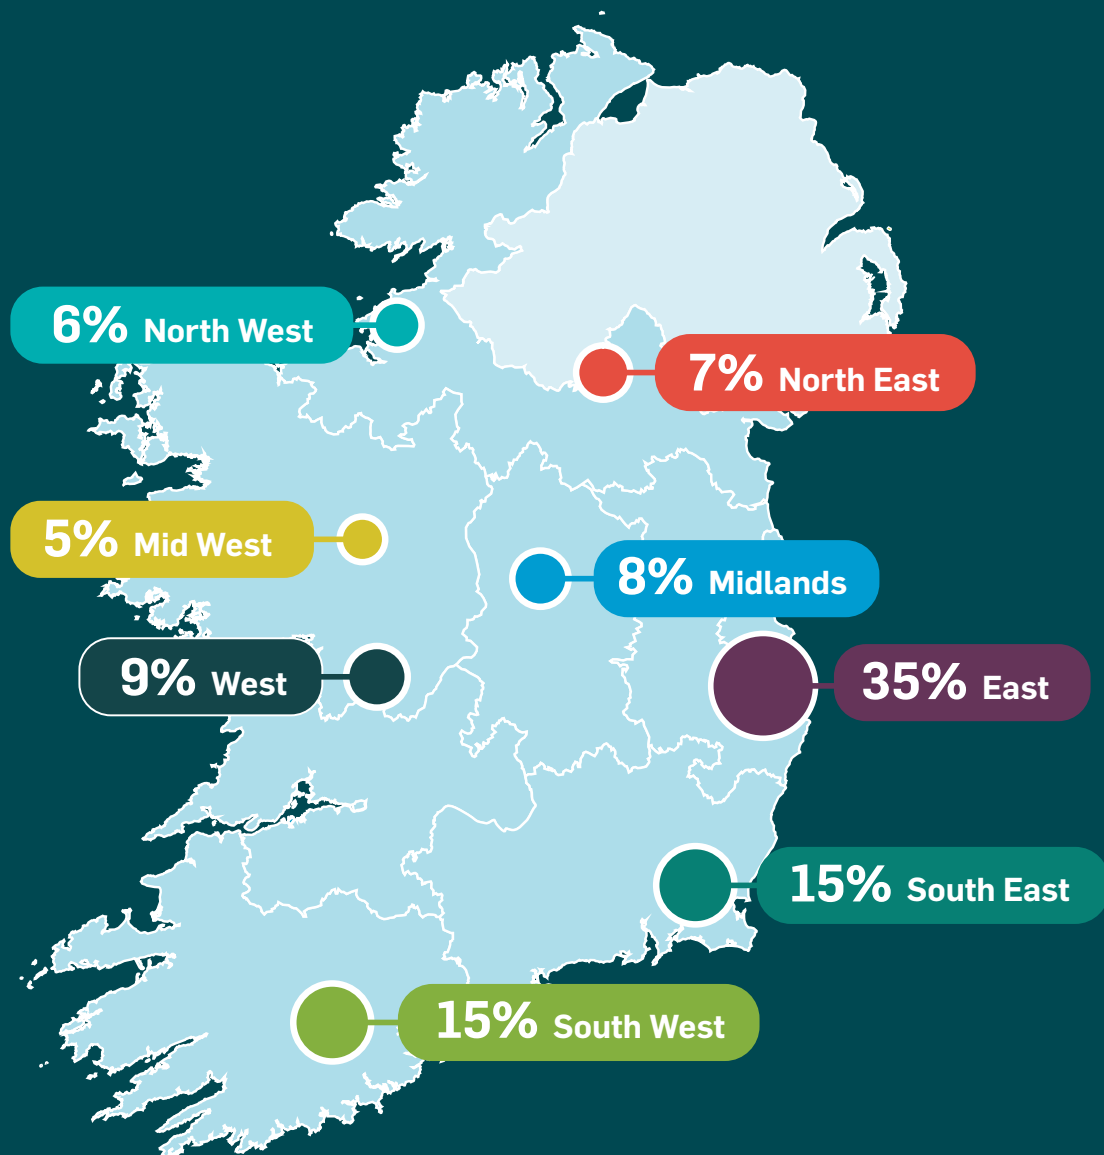 6% North West
7% North East
5% Mid West
8% Midlands
9% West
35% East
15% South East
15% South West